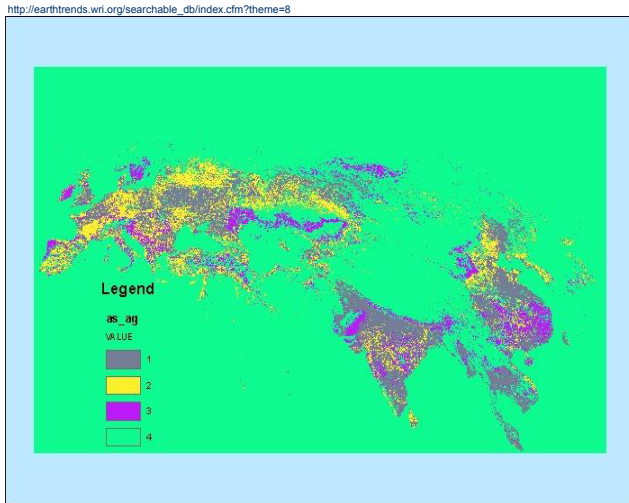 http://earthtrends.wri.org/searchable_db/index.cfm?theme=8
Legend
as_ag
VALUE
1
2
3
4